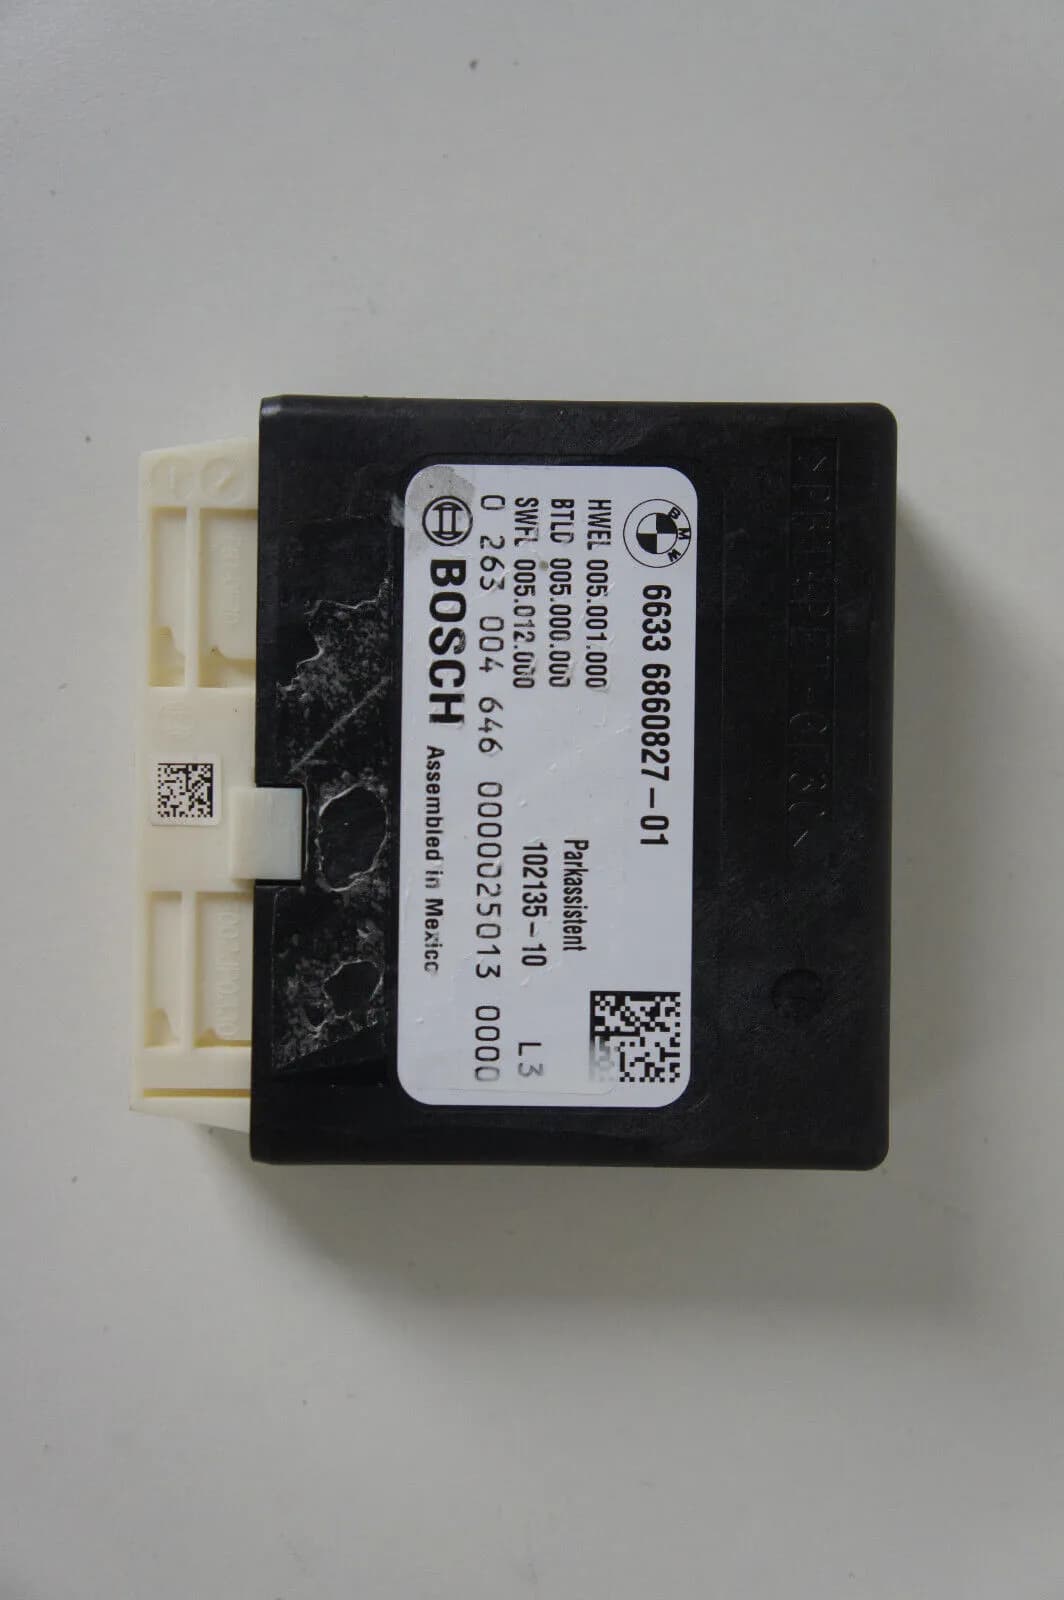 BMW
6633 6860827-01
HWEL 005.001.000
BTLD 005.000.000
Parkassistent
SWFL 005.012.000
102135-10
L3
0 263 004 646 0000025013 0000
BOSCH Assembled in Mexico